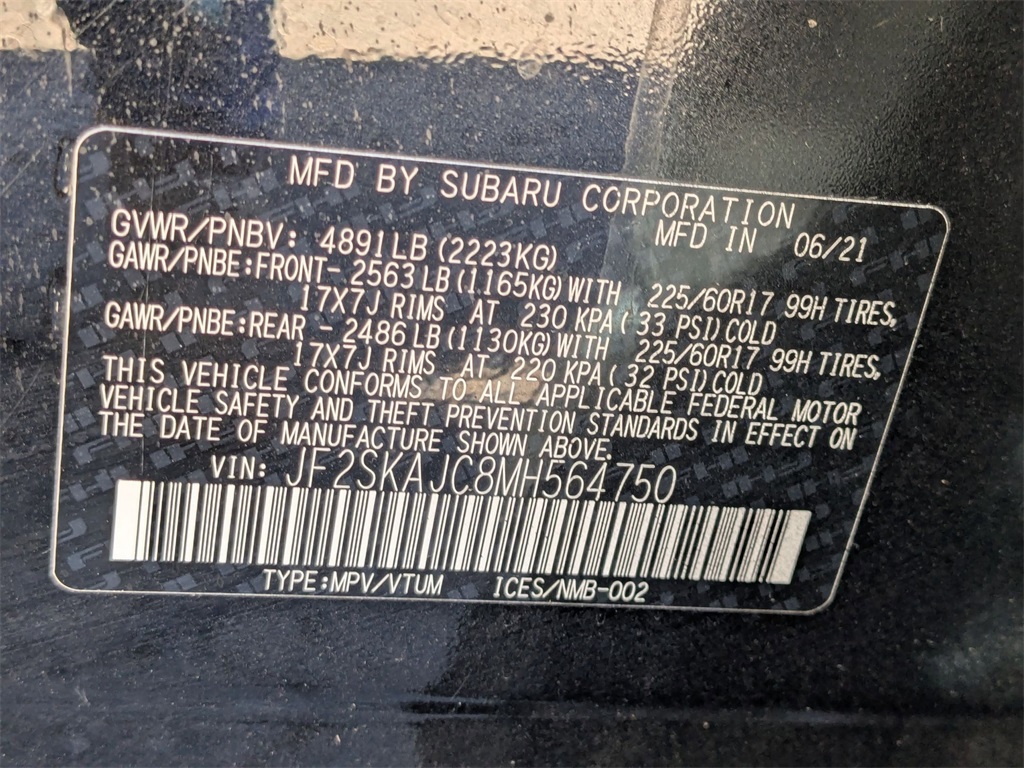 MFD BY SUBARU CORPORATION
GVWR/PNBV: 4891LB (2223KG) MFD IN 06/21
GAWR/PNBE:FRONT- 2563LB (1165KG) WITH 225/60R17 99H TIRES,
17X7J RIMS AT 230 KPA( 33 PSI) COLD
GAWR/PNBE:REAR - 2486LB (1130KG) WITH 225/60R17 99H TIRES,
17X7J RIMS AT 220 KPA( 32 PSI) COLD
THIS VEHICLE CONFORMS TO ALL APPLICABLE FEDERAL MOTOR
VEHICLE SAFETY AND THEFT PREVENTION STANDARDS IN EFFECT ON
THE DATE OF MANUFACTURE SHOWN ABOVE.
VIN: JF2SKAJC8MH564750
TYPE:MPV/VTUM ICES/NMB-002